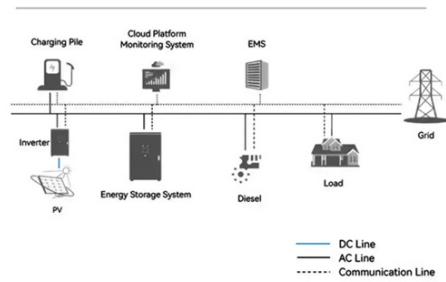 Charging Pile
Cloud Platform
Monitoring System
EMS
Grid
Inverter
PV
Energy Storage System
Diesel
Load
DC Line
AC Line
Communication Line